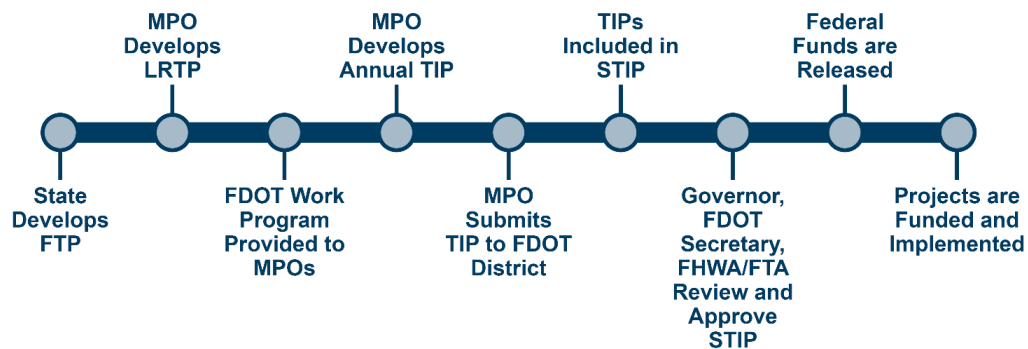 State
Develops
FTP
MPO
Develops
LRTP
FDOT Work
Program
Provided to
MPOs
MPO
Develops
Annual TIP
MPO
Submits
TIP to FDOT
District
TIPs
Included in
STIP
Governor,
FDOT
Secretary,
FHWA/FTA
Review and
Approve
STIP
Federal
Funds are
Released
Projects are
Funded and
Implemented